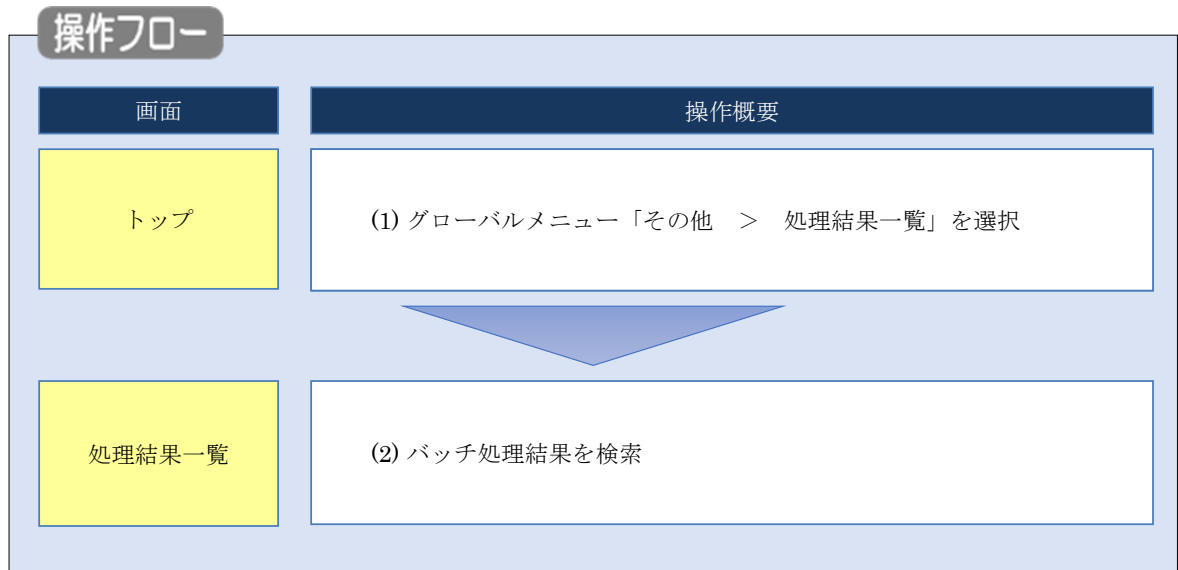 操作フロー
画面
操作概要
トップ
(1) グローバルメニュー「その他　＞　処理結果一覧」を選択
処理結果一覧
(2) バッチ処理結果を検索